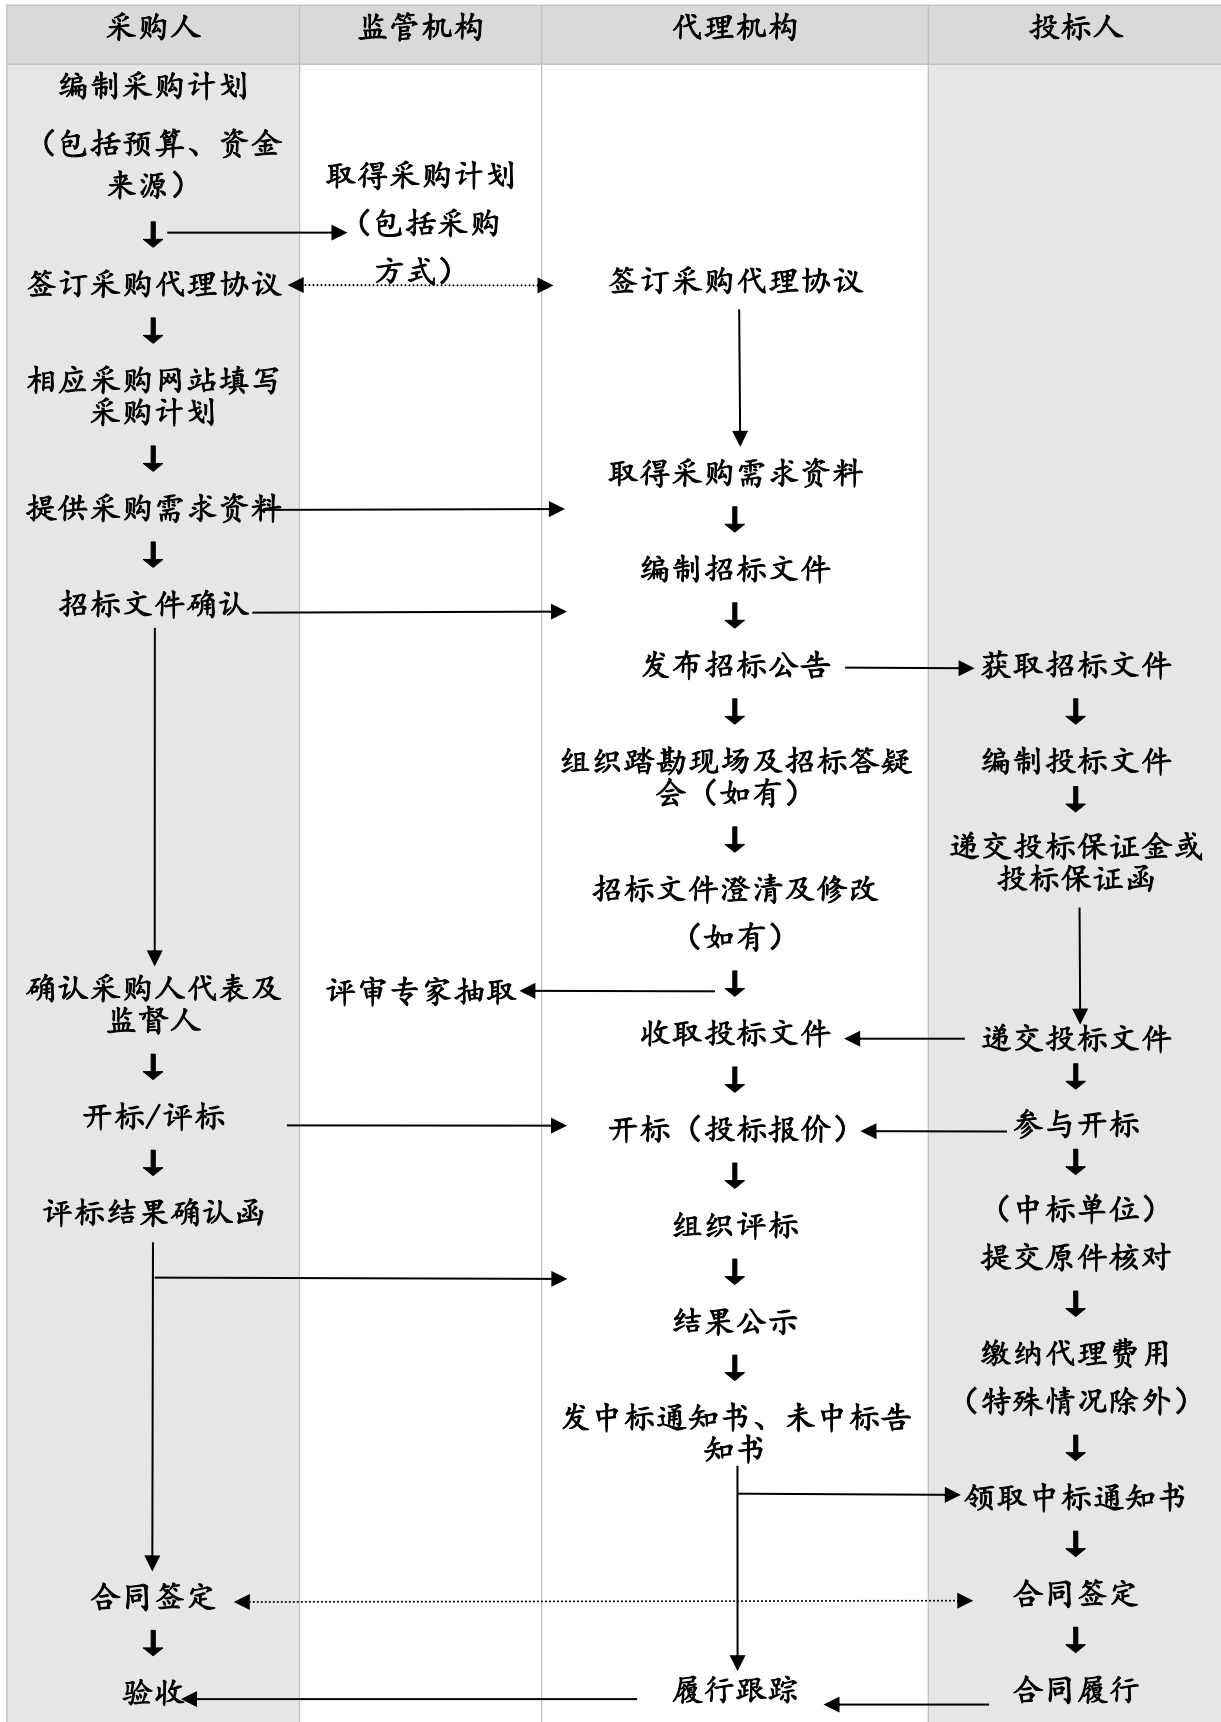 采购人
监管机构
代理机构
投标人
编制采购计划
（包括预算、资金
来源）
签订采购代理协议
相应采购网站填写
采购计划
提供采购需求资料
招标文件确认
确认采购人代表及
监督人
开标/评标
评标结果确认函
合同签定
验收
取得采购计划
（包括采购
方式）
评审专家抽取
签订采购代理协议
取得采购需求资料
编制招标文件
发布招标公告
组织踏勘现场及招标答疑
会（如有）
招标文件澄清及修改
（如有）
收取投标文件
开标（投标报价）
组织评标
结果公示
发中标通知书、未中标告
知书
履行跟踪
获取招标文件
编制投标文件
递交投标保证金或
投标保证函
递交投标文件
参与开标
（中标单位）
提交原件核对
缴纳代理费用
（特殊情况除外）
领取中标通知书
合同签定
合同履行